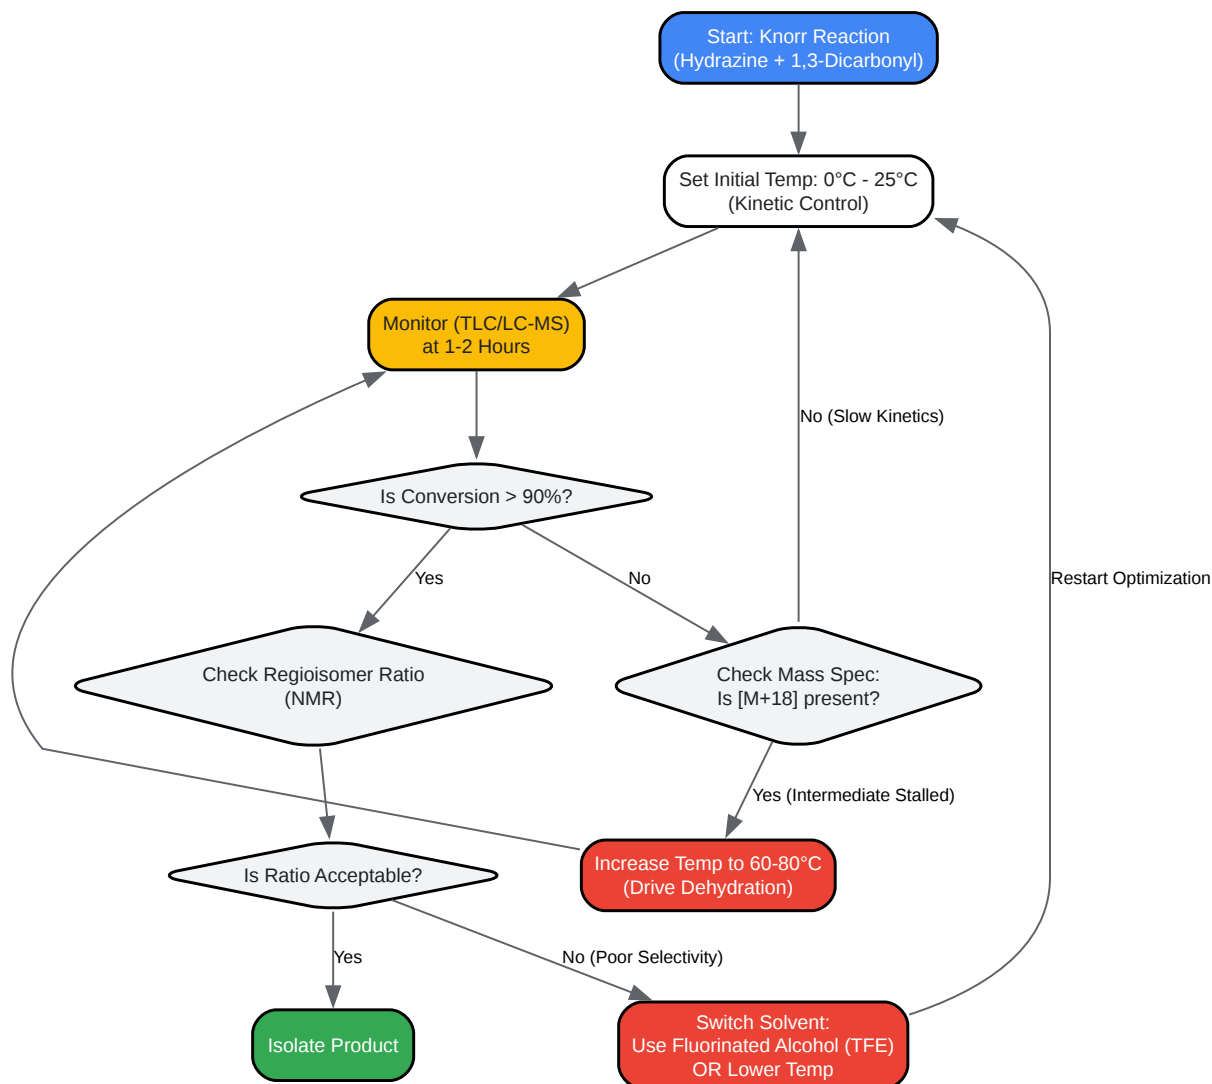 Start: Knorr Reaction
(Hydrazine + 1,3-Dicarbonyl)
Set Initial Temp: 0°C - 25°C
(Kinetic Control)
Monitor (TLC/LC-MS)
at 1-2 Hours
No (Slow Kinetics)
Is Conversion > 90%?
Yes
No
Restart Optimization
Check Regioisomer Ratio
(NMR)
Check Mass Spec:
Is [M+18] present?
Yes (Intermediate Stalled)
Increase Temp to 60-80°C
(Drive Dehydration)
Is Ratio Acceptable?
Yes
No (Poor Selectivity)
Isolate Product
Switch Solvent:
Use Fluorinated Alcohol (TFE)
OR Lower Temp